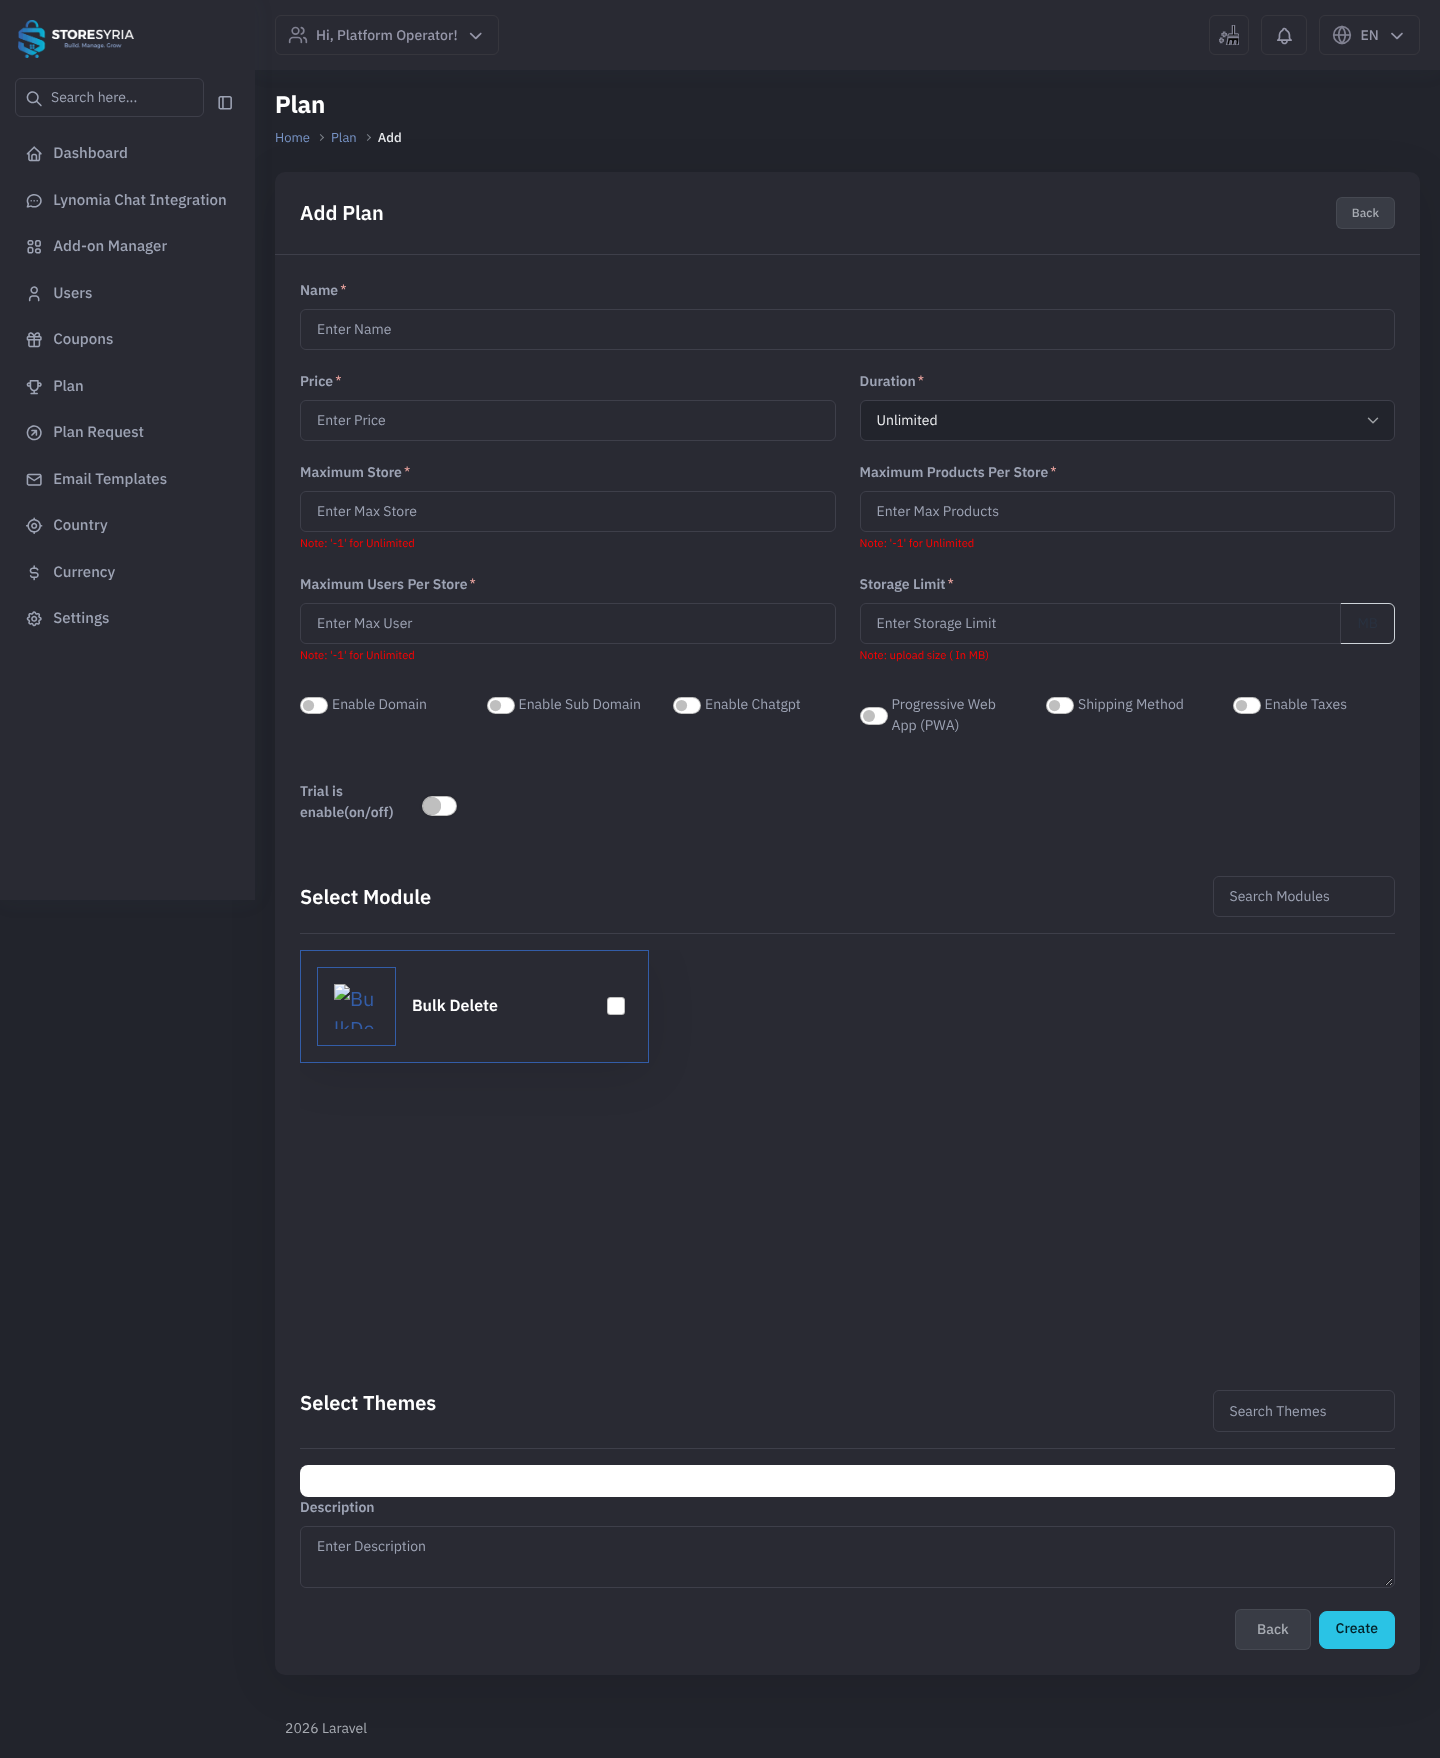 STORESYRIA
Build. Manage. Grow
Hi, Platform Operator!
EN
Search here...
Dashboard
Lynomia Chat Integration
Add-on Manager
Users
Coupons
Plan
Plan Request
Email Templates
Country
Currency
Settings
Plan
Home > Plan > Add
Add Plan
Back
Name *
Enter Name
Price *
Duration *
Enter Price
Unlimited
Maximum Store *
Maximum Products Per Store *
Enter Max Store
Enter Max Products
Note: '-1' for Unlimited
Note: '-1' for Unlimited
Maximum Users Per Store *
Storage Limit *
Enter Max User
Enter Storage Limit
MB
Note: '-1' for Unlimited
Note: upload size ( In MB)
Enable Domain
Enable Sub Domain
Enable Chatgpt
Progressive Web
App (PWA)
Shipping Method
Enable Taxes
Trial is
enable(on/off)
Select Module
Search Modules
Bu
lkDe
Bulk Delete
Select Themes
Search Themes
Description
Enter Description
Back
Create
2026 Laravel